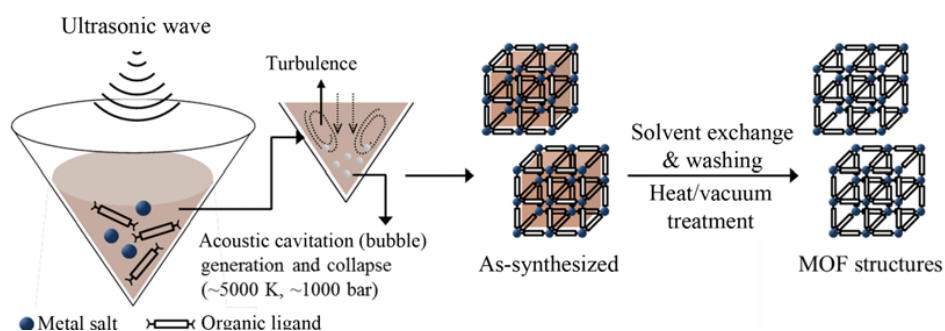 Ultrasonic wave
Turbulence
Acoustic cavitation (bubble)
generation and collapse
(~5000 K, ~1000 bar)
As-synthesized
Solvent exchange
& washing
Heat/vacuum
treatment
MOF structures
Metal salt
Organic ligand